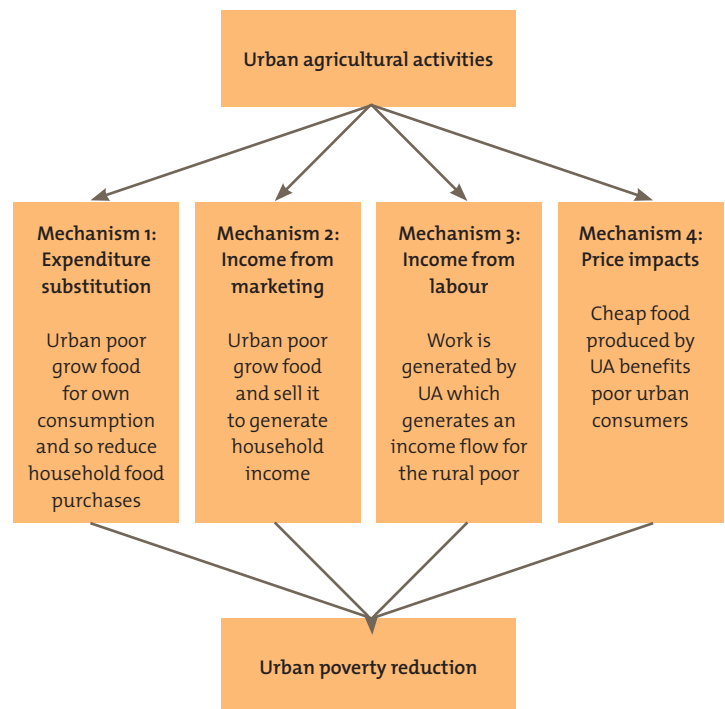 Urban agricultural activities
Mechanism 1:
Expenditure
substitution
Urban poor
grow food
for own
consumption
and so reduce
household food
purchases
Mechanism 2:
Income from
marketing
Urban poor
grow food
and sell it
to generate
household
income
Mechanism 3:
Income from
labour
Work is
generated by
UA which
generates an
income flow for
the rural poor
Mechanism 4:
Price impacts
Cheap food
produced by
UA benefits
poor urban
consumers
Urban poverty reduction